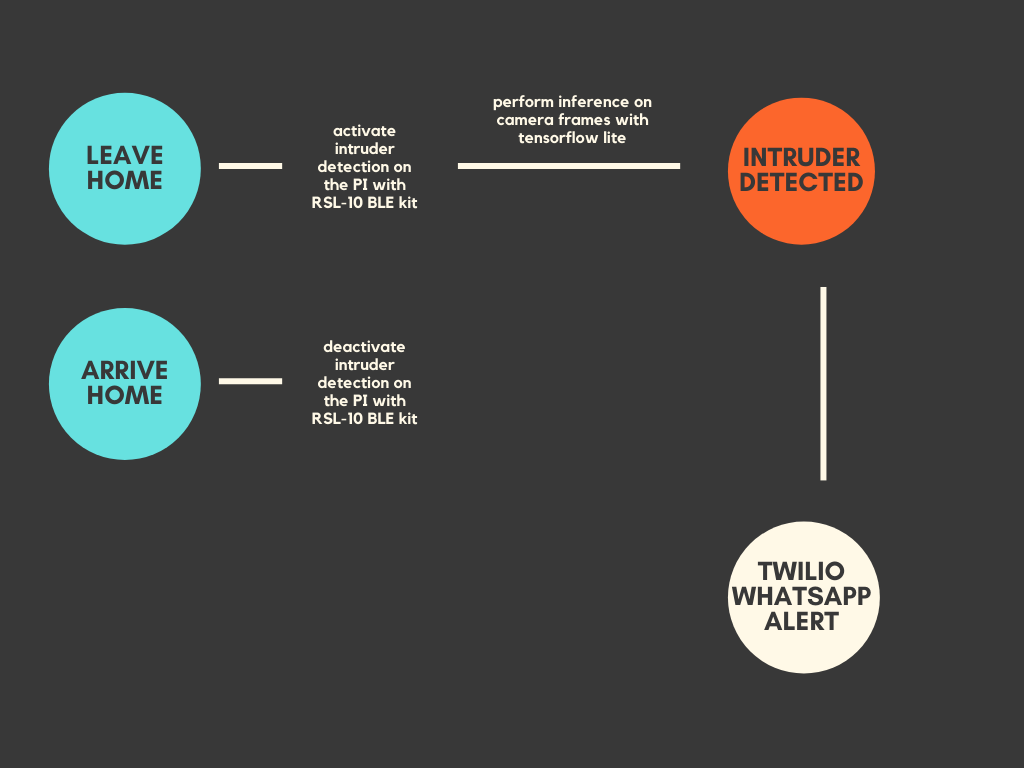 LEAVE
HOME
activate
intruder
detection on
the PI with
RSL-10 BLE kit
perform inference on
camera frames with
tensorflow lite
INTRUDER
DETECTED
ARRIVE
HOME
deactivate
intruder
detection on
the PI with
RSL-10 BLE kit
TWILIO
WHATSAPP
ALERT